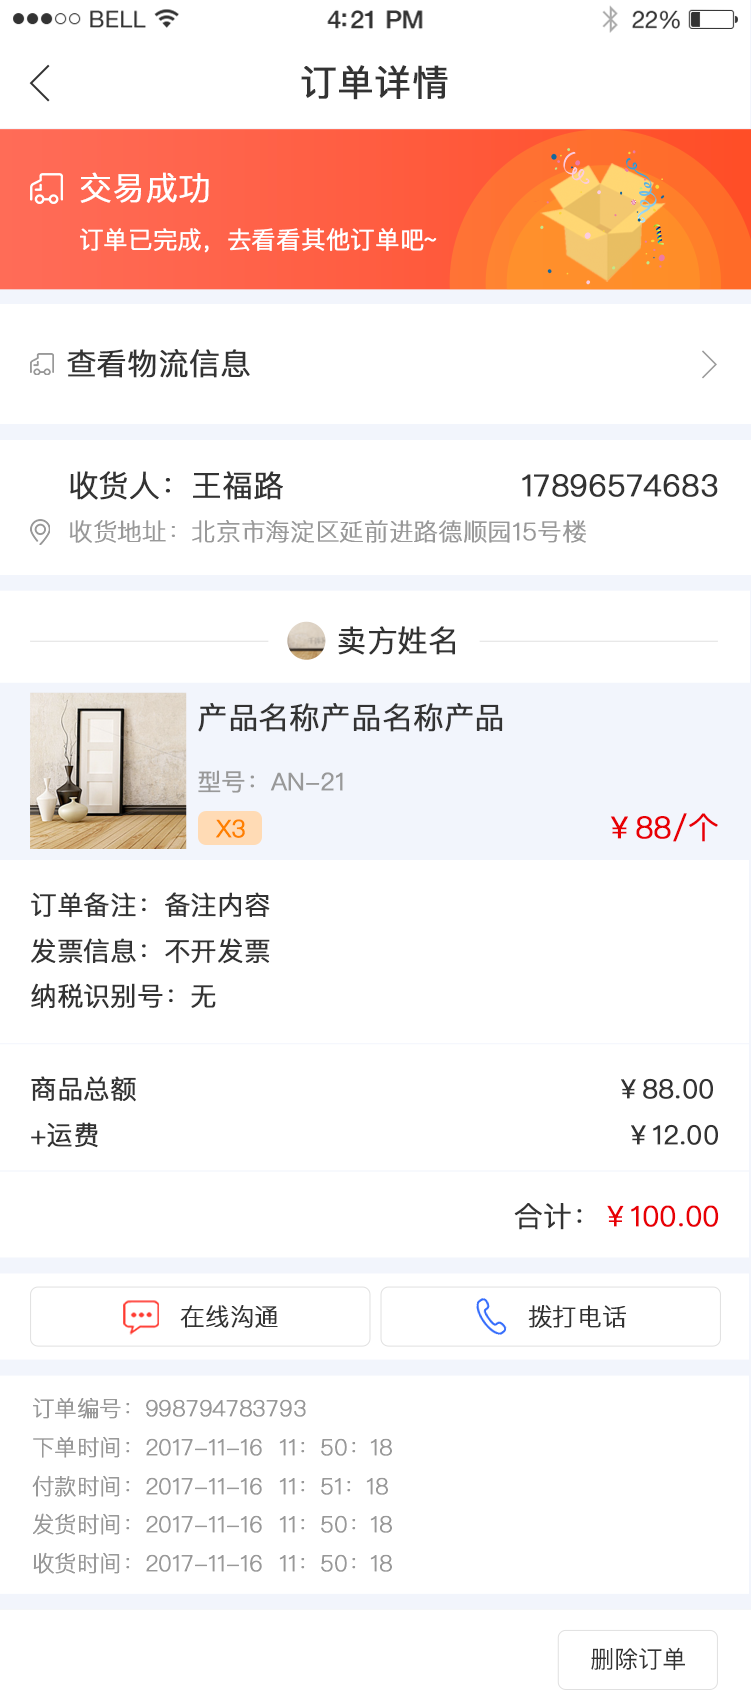 BELL 4:21 PM 22%
订单详情
交易成功
订单已完成，去看看其他订单吧~
查看物流信息
收货人：王福路 17896574683
收货地址：北京市海淀区延前进路德顺园15号楼
卖方姓名
产品名称产品名称产品
型号：AN-21
X3 ¥88/个
订单备注：备注内容
发票信息：不开发票
纳税识别号：无
商品总额 ¥88.00
+运费 ¥12.00
合计：¥100.00
在线沟通 拨打电话
订单编号：998794783793
下单时间：2017-11-16 11：50：18
付款时间：2017-11-16 11：51：18
发货时间：2017-11-16 11：50：18
收货时间：2017-11-16 11：50：18
删除订单